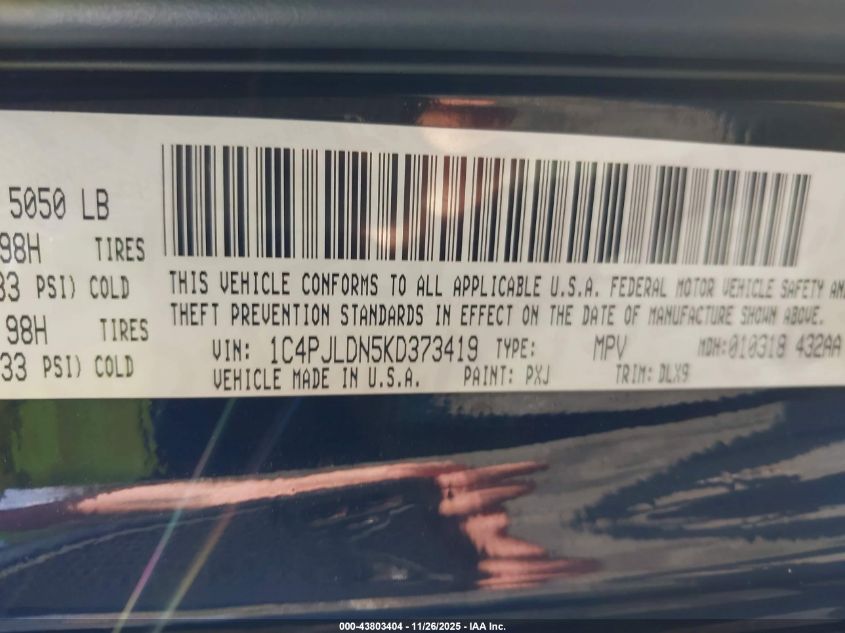 5050 LB
98H TIRES
33 PSI) COLD
98H TIRES
33 PSI) COLD
THIS VEHICLE CONFORMS TO ALL APPLICABLE U.S.A. FEDERAL MOTOR VEHICLE SAFETY AN
THEFT PREVENTION STANDARDS IN EFFECT ON THE DATE OF MANUFACTURE SHOWN ABOVE.
VIN: 1C4PJLDN5KD373419 TYPE: MPV MDH:010318 432AA
VEHICLE MADE IN U.S.A. PAINT: PXJ TRIM: DLX9
000-43803404 - 11/26/2025 - IAA Inc.